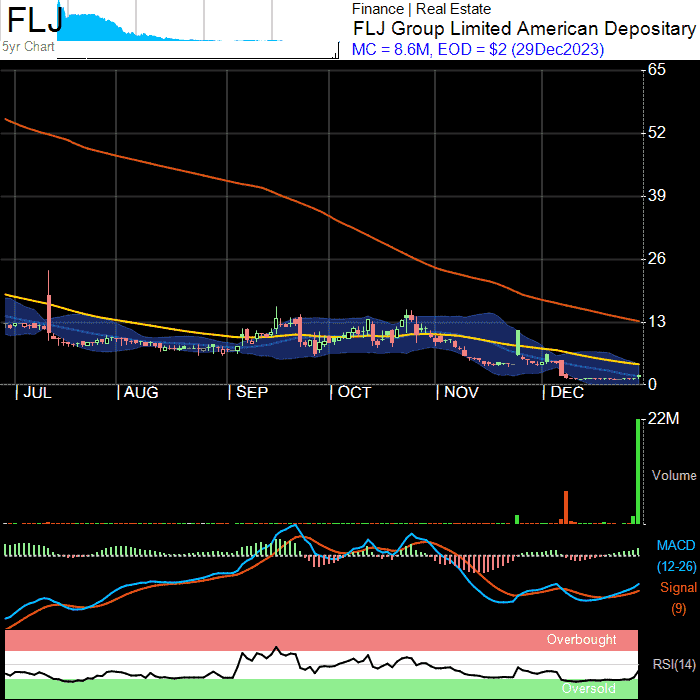 FLJ
5yr Chart
Finance | Real Estate
FLJ Group Limited American Depositary
MC = 8.6M, EOD = $2 (29Dec2023)
65
52
39
26
13
0
JUL AUG SEP OCT NOV DEC
22M
Volume
MACD
(12-26)
Signal
(9)
Overbought
RSI(14)
Oversold